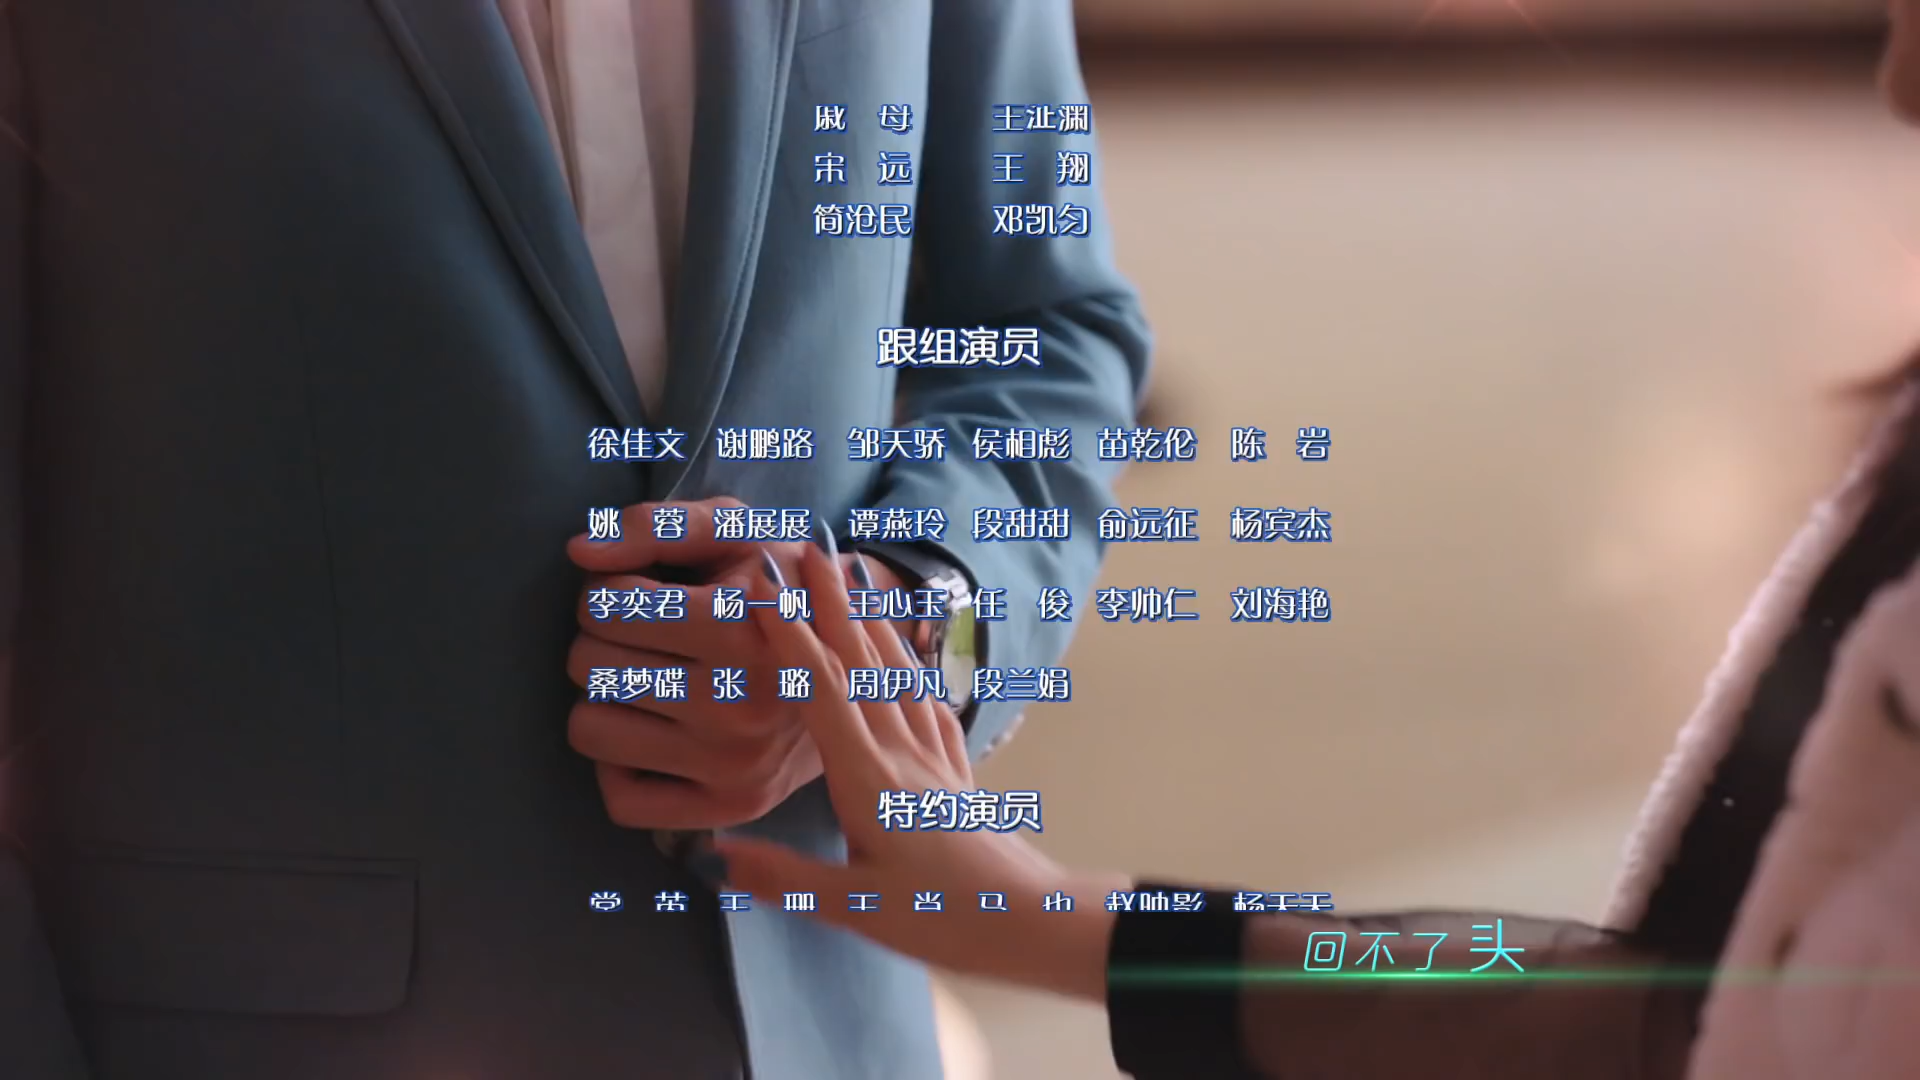 戚　母　王沚渊
宋　远　王　翔
简沧民　邓凯匀
跟组演员
徐佳文　谢鹏路　邹天骄　侯相彪　苗乾伦　陈　岩
姚　蓉　潘展展　谭燕玲　段甜甜　俞远征　杨宾杰
李奕君　杨一帆　王心玉　任　俊　李帅仁　刘海艳
桑梦碟　张　璐　周伊凡　段兰娟
特约演员
回不了头